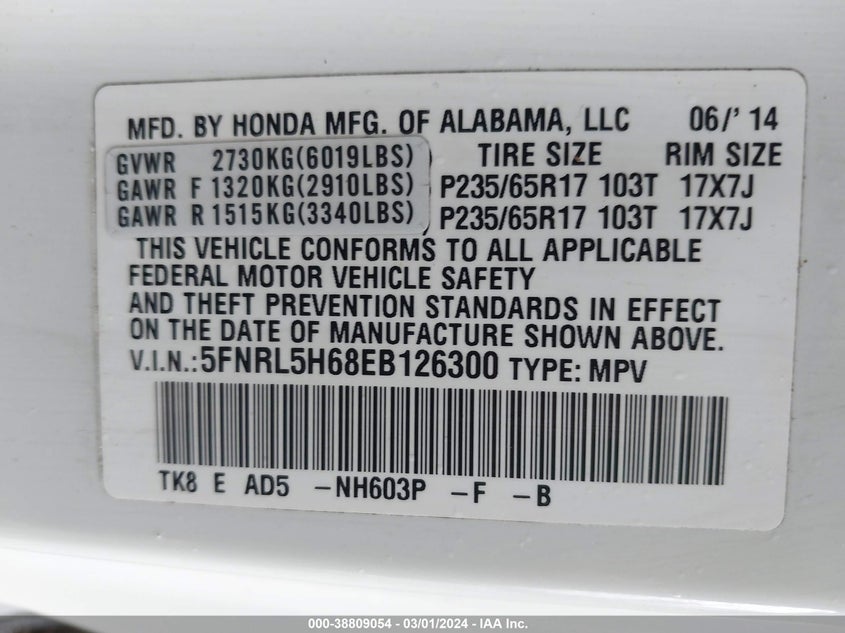 MFD. BY HONDA MFG. OF ALABAMA, LLC 06/' 14
GVWR 2730KG(6019LBS) TIRE SIZE RIM SIZE
GAWR F 1320KG(2910LBS) P235/65R17 103T 17X7J
GAWR R 1515KG(3340LBS) P235/65R17 103T 17X7J
THIS VEHICLE CONFORMS TO ALL APPLICABLE
FEDERAL MOTOR VEHICLE SAFETY
AND THEFT PREVENTION STANDARDS IN EFFECT
ON THE DATE OF MANUFACTURE SHOWN ABOVE.
V.I.N.:5FNRL5H68EB126300 TYPE: MPV
TK8 E AD5 -NH603P -F -B
000-38809054 - 03/01/2024 - IAA Inc.